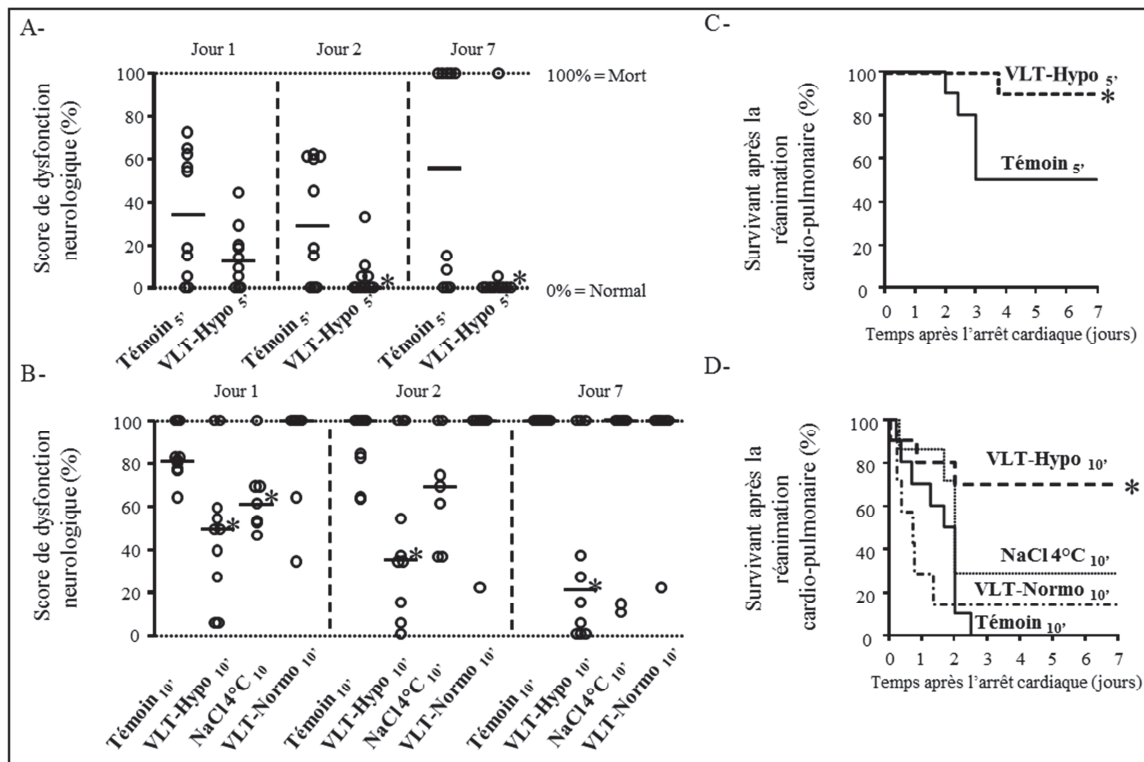 A-
Jour 1
Jour 2
Jour 7
Score de dysfonction
neurologique (%)
100
80
60
40
20
0
100% = Mort
0% = Normal
Témoin 5'
VLT-Hypo 5'
*
Témoin 5'
VLT-Hypo 5'
*
Témoin 5'
VLT-Hypo 5'
B-
Jour 1
Jour 2
Jour 7
Score de dysfonction
neurologique (%)
100
80
60
40
20
0
*
*
*
*
Témoin 10'
VLT-Hypo 10'
NaCl 4°C 10
VLT-Normo 10'
Témoin 10'
VLT-Hypo 10'
NaCl 4°C 10'
VLT-Normo 10'
Témoin 10'
VLT-Hypo 10'
NaCl 4°C 10'
VLT-Normo 10'
C-
Survivant après la
réanimation
cardio-pulmonaire (%)
100
80
60
40
20
0
VLT-Hypo 5'
*
Témoin 5'
0 1 2 3 4 5 6 7
Temps après l'arrêt cardiaque (jours)
D-
Survivant après la
réanimation
cardio-pulmonaire (%)
100
80
60
40
20
0
VLT-Hypo 10'
*
NaCl 4°C 10'
VLT-Normo 10'
Témoin 10'
0 1 2 3 4 5 6 7
Temps après l'arrêt cardiaque (jours)